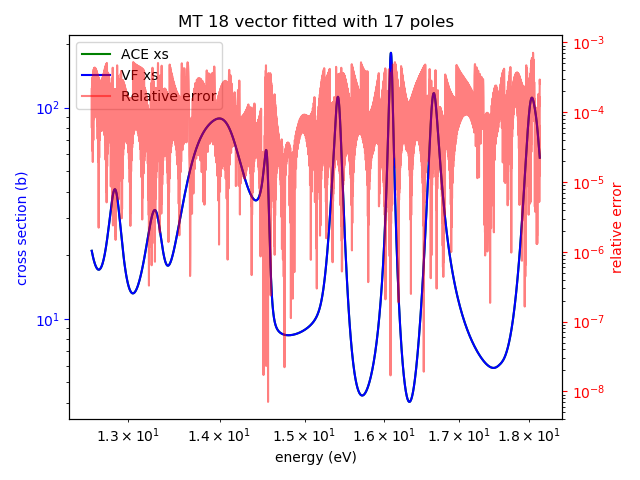 MT 18 vector fitted with 17 poles
ACE xs
VF xs
Relative error
cross section (b)
10²
10¹
relative error
10⁻³
10⁻⁴
10⁻⁵
10⁻⁶
10⁻⁷
10⁻⁸
1.3 × 10¹ 1.4 × 10¹ 1.5 × 10¹ 1.6 × 10¹ 1.7 × 10¹ 1.8 × 10¹
energy (eV)